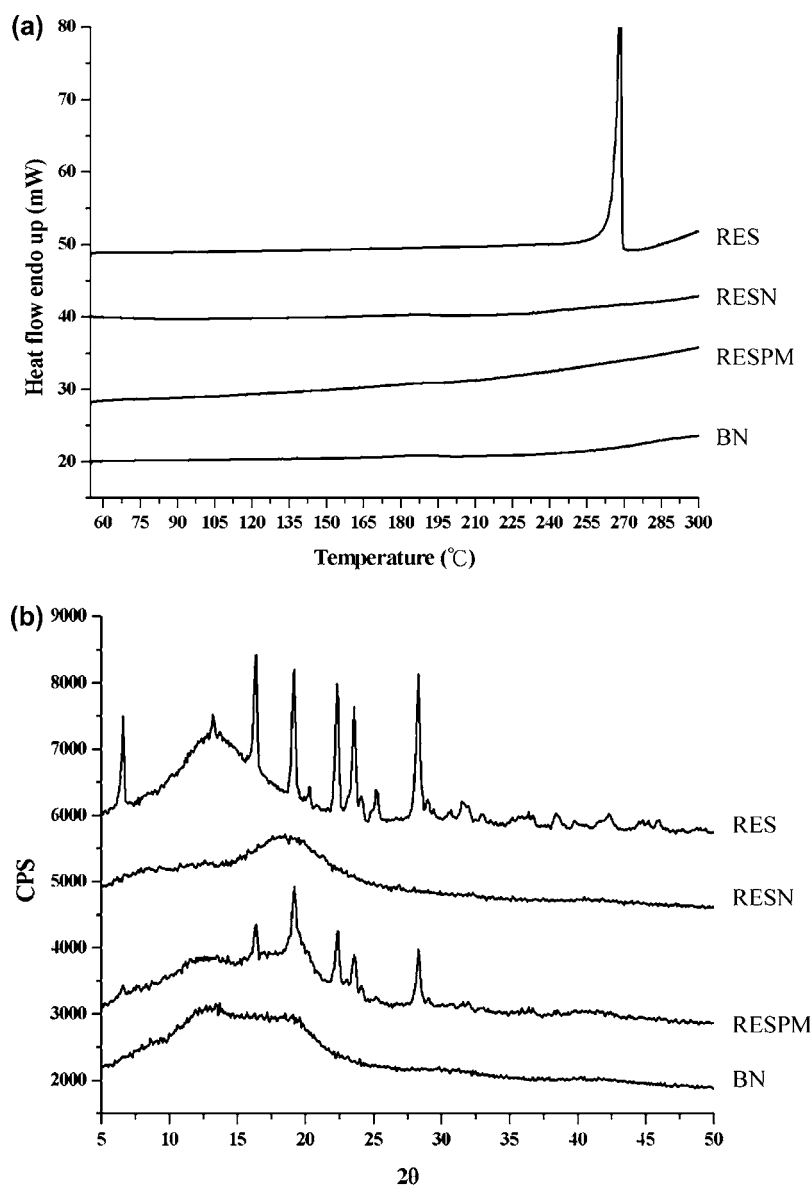 (a)
80
70
60
50
40
30
20
Heat flow endo up (mW)
RES
RESN
RESPM
BN
60 75 90 105 120 135 150 165 180 195 210 225 240 255 270 285 300
Temperature (℃)
(b)
9000
8000
7000
6000
5000
4000
3000
2000
CPS
RES
RESN
RESPM
BN
5 10 15 20 25 30 35 40 45 50
2θ